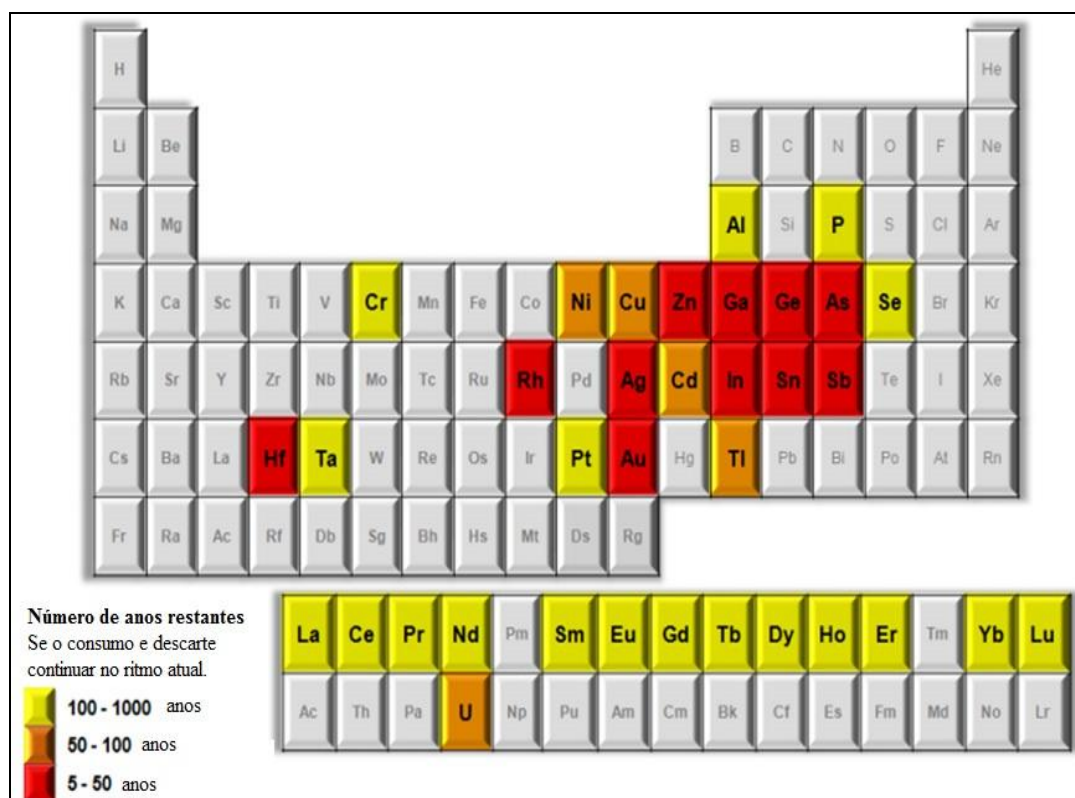 H He
Li Be B C N O F Ne
Na Mg Al Si P S Cl Ar
K Ca Sc Ti V Cr Mn Fe Co Ni Cu Zn Ga Ge As Se Br Kr
Rb Sr Y Zr Nb Mo Tc Ru Rh Pd Ag Cd In Sn Sb Te I Xe
Cs Ba La Hf Ta W Re Os Ir Pt Au Hg Tl Pb Bi Po At Rn
Fr Ra Ac Rf Db Sg Bh Hs Mt Ds Rg
La Ce Pr Nd Pm Sm Eu Gd Tb Dy Ho Er Tm Yb Lu
Ac Th Pa U Np Pu Am Cm Bk Cf Es Fm Md No Lr
Número de anos restantes
Se o consumo e descarte
continuar no ritmo atual.
100 - 1000 anos
50 - 100 anos
5 - 50 anos